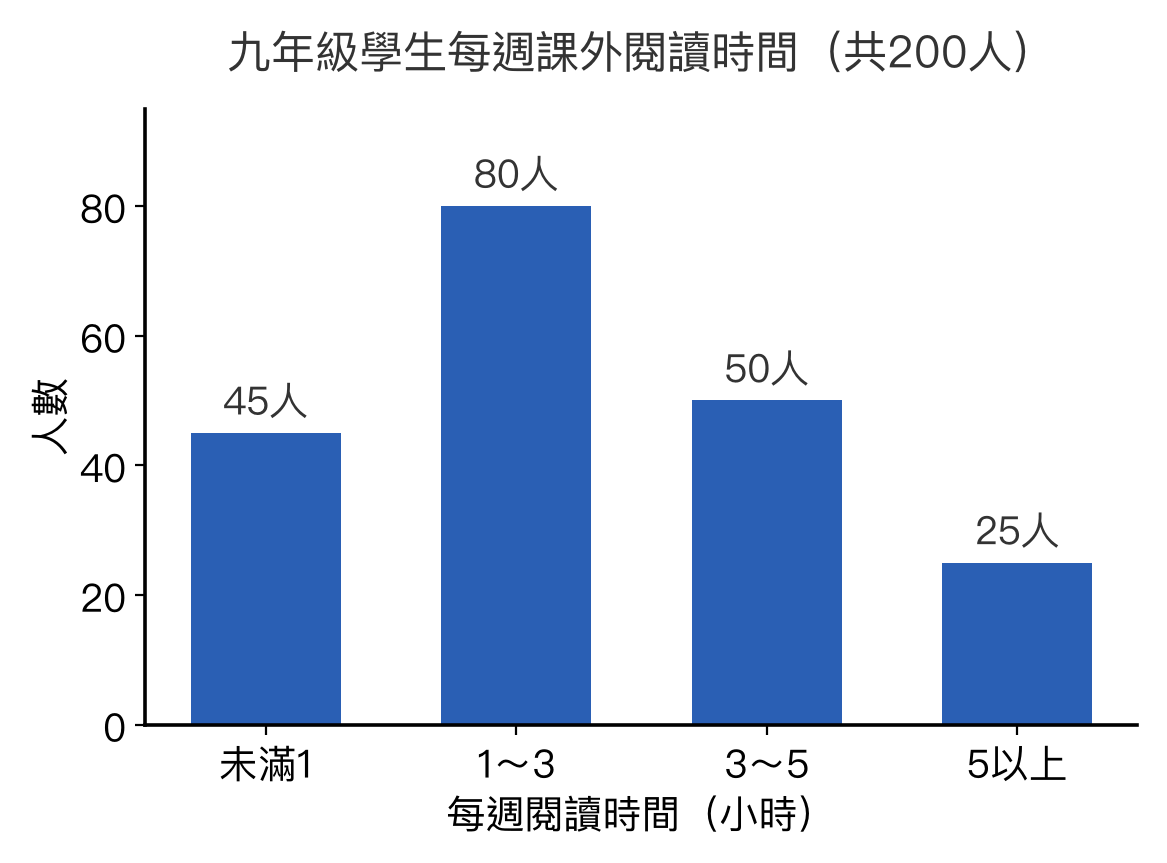 九年級學生每週課外閱讀時間（共200人）
80人
80
60
50人
45人
人數
40
25人
20
0
未滿1 1～3 3～5 5以上
每週閱讀時間（小時）